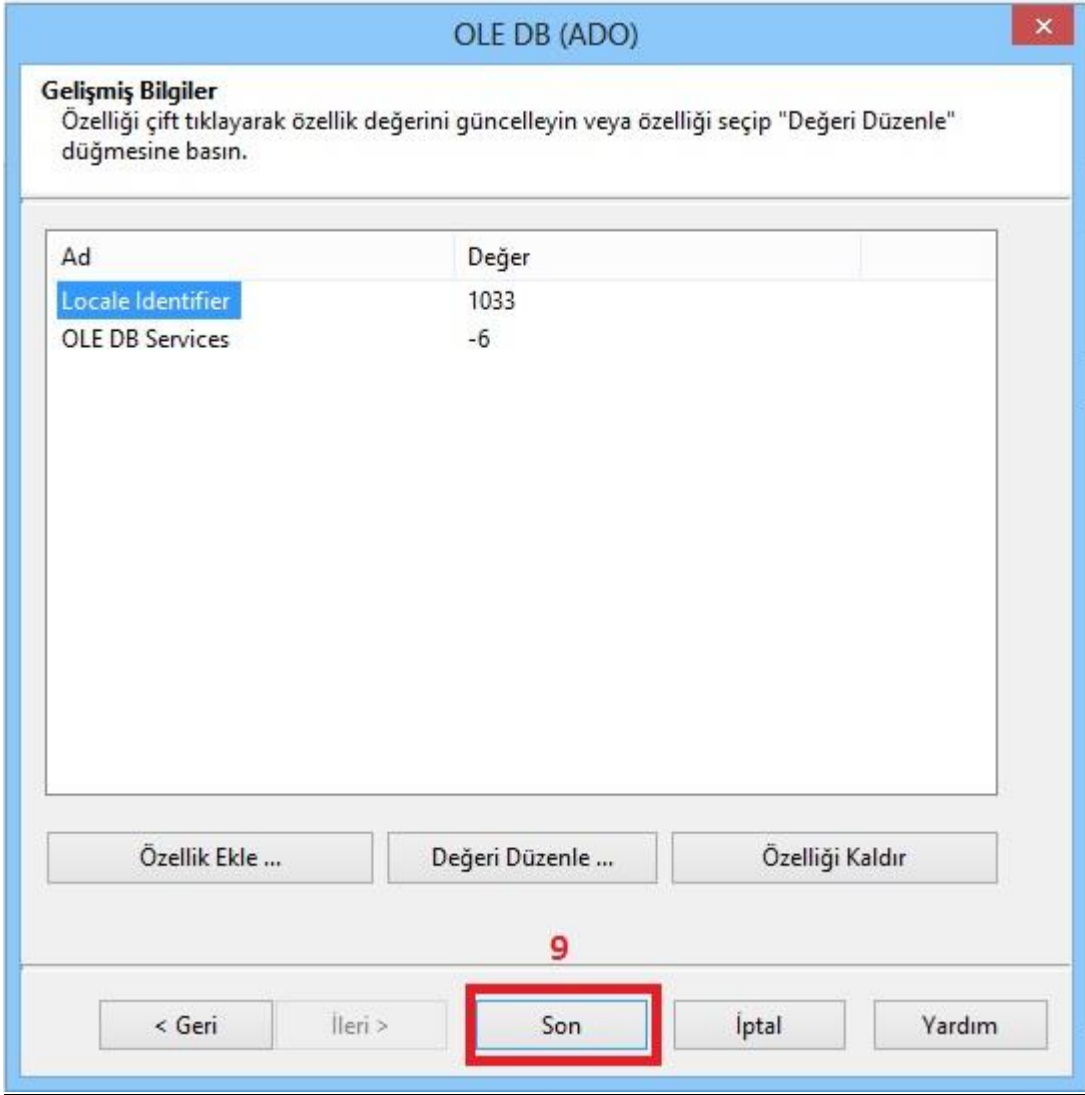 OLE DB (ADO)
Gelişmiş Bilgiler
Özelliği çift tıklayarak özellik değerini güncelleyin veya özelliği seçip "Değeri Düzenle"
düğmesine basın.
Ad Değer
Locale Identifier 1033
OLE DB Services -6
Özellik Ekle ... Değeri Düzenle ... Özelliği Kaldır
9
< Geri İleri > Son İptal Yardım